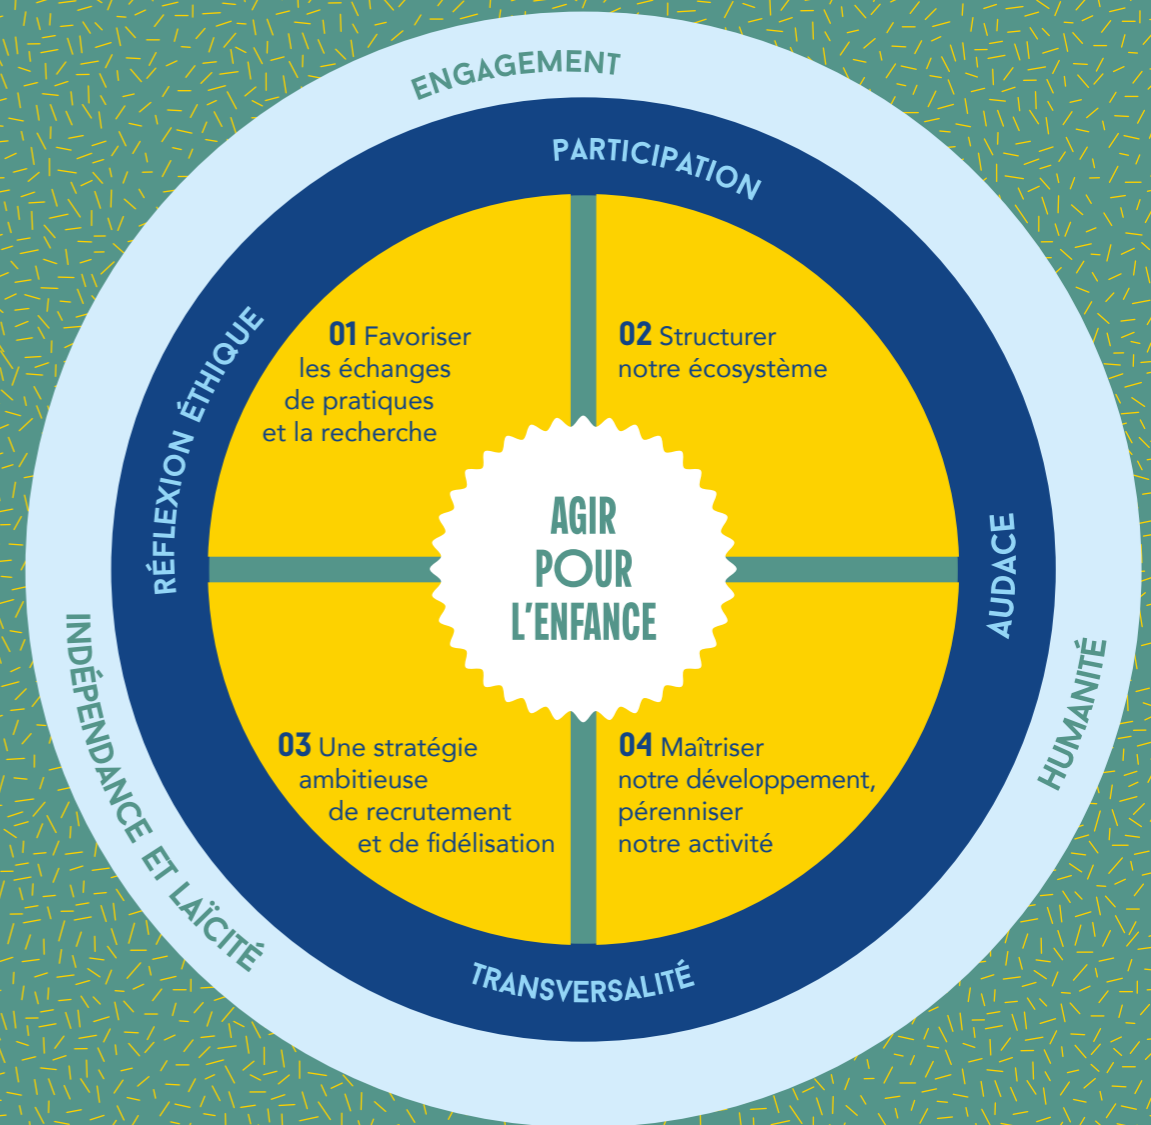 ENGAGEMENT
PARTICIPATION
RÉFLEXION ÉTHIQUE
01 Favoriser
les échanges
de pratiques
et la recherche
02 Structurer
notre écosystème
AGIR
POUR
L'ENFANCE
AUDACE
HUMANITÉ
INDÉPENDANCE ET LAÏCITÉ
03 Une stratégie
ambitieuse
de recrutement
et de fidélisation
04 Maîtriser
notre développement,
pérenniser
notre activité
TRANSVERSALITÉ